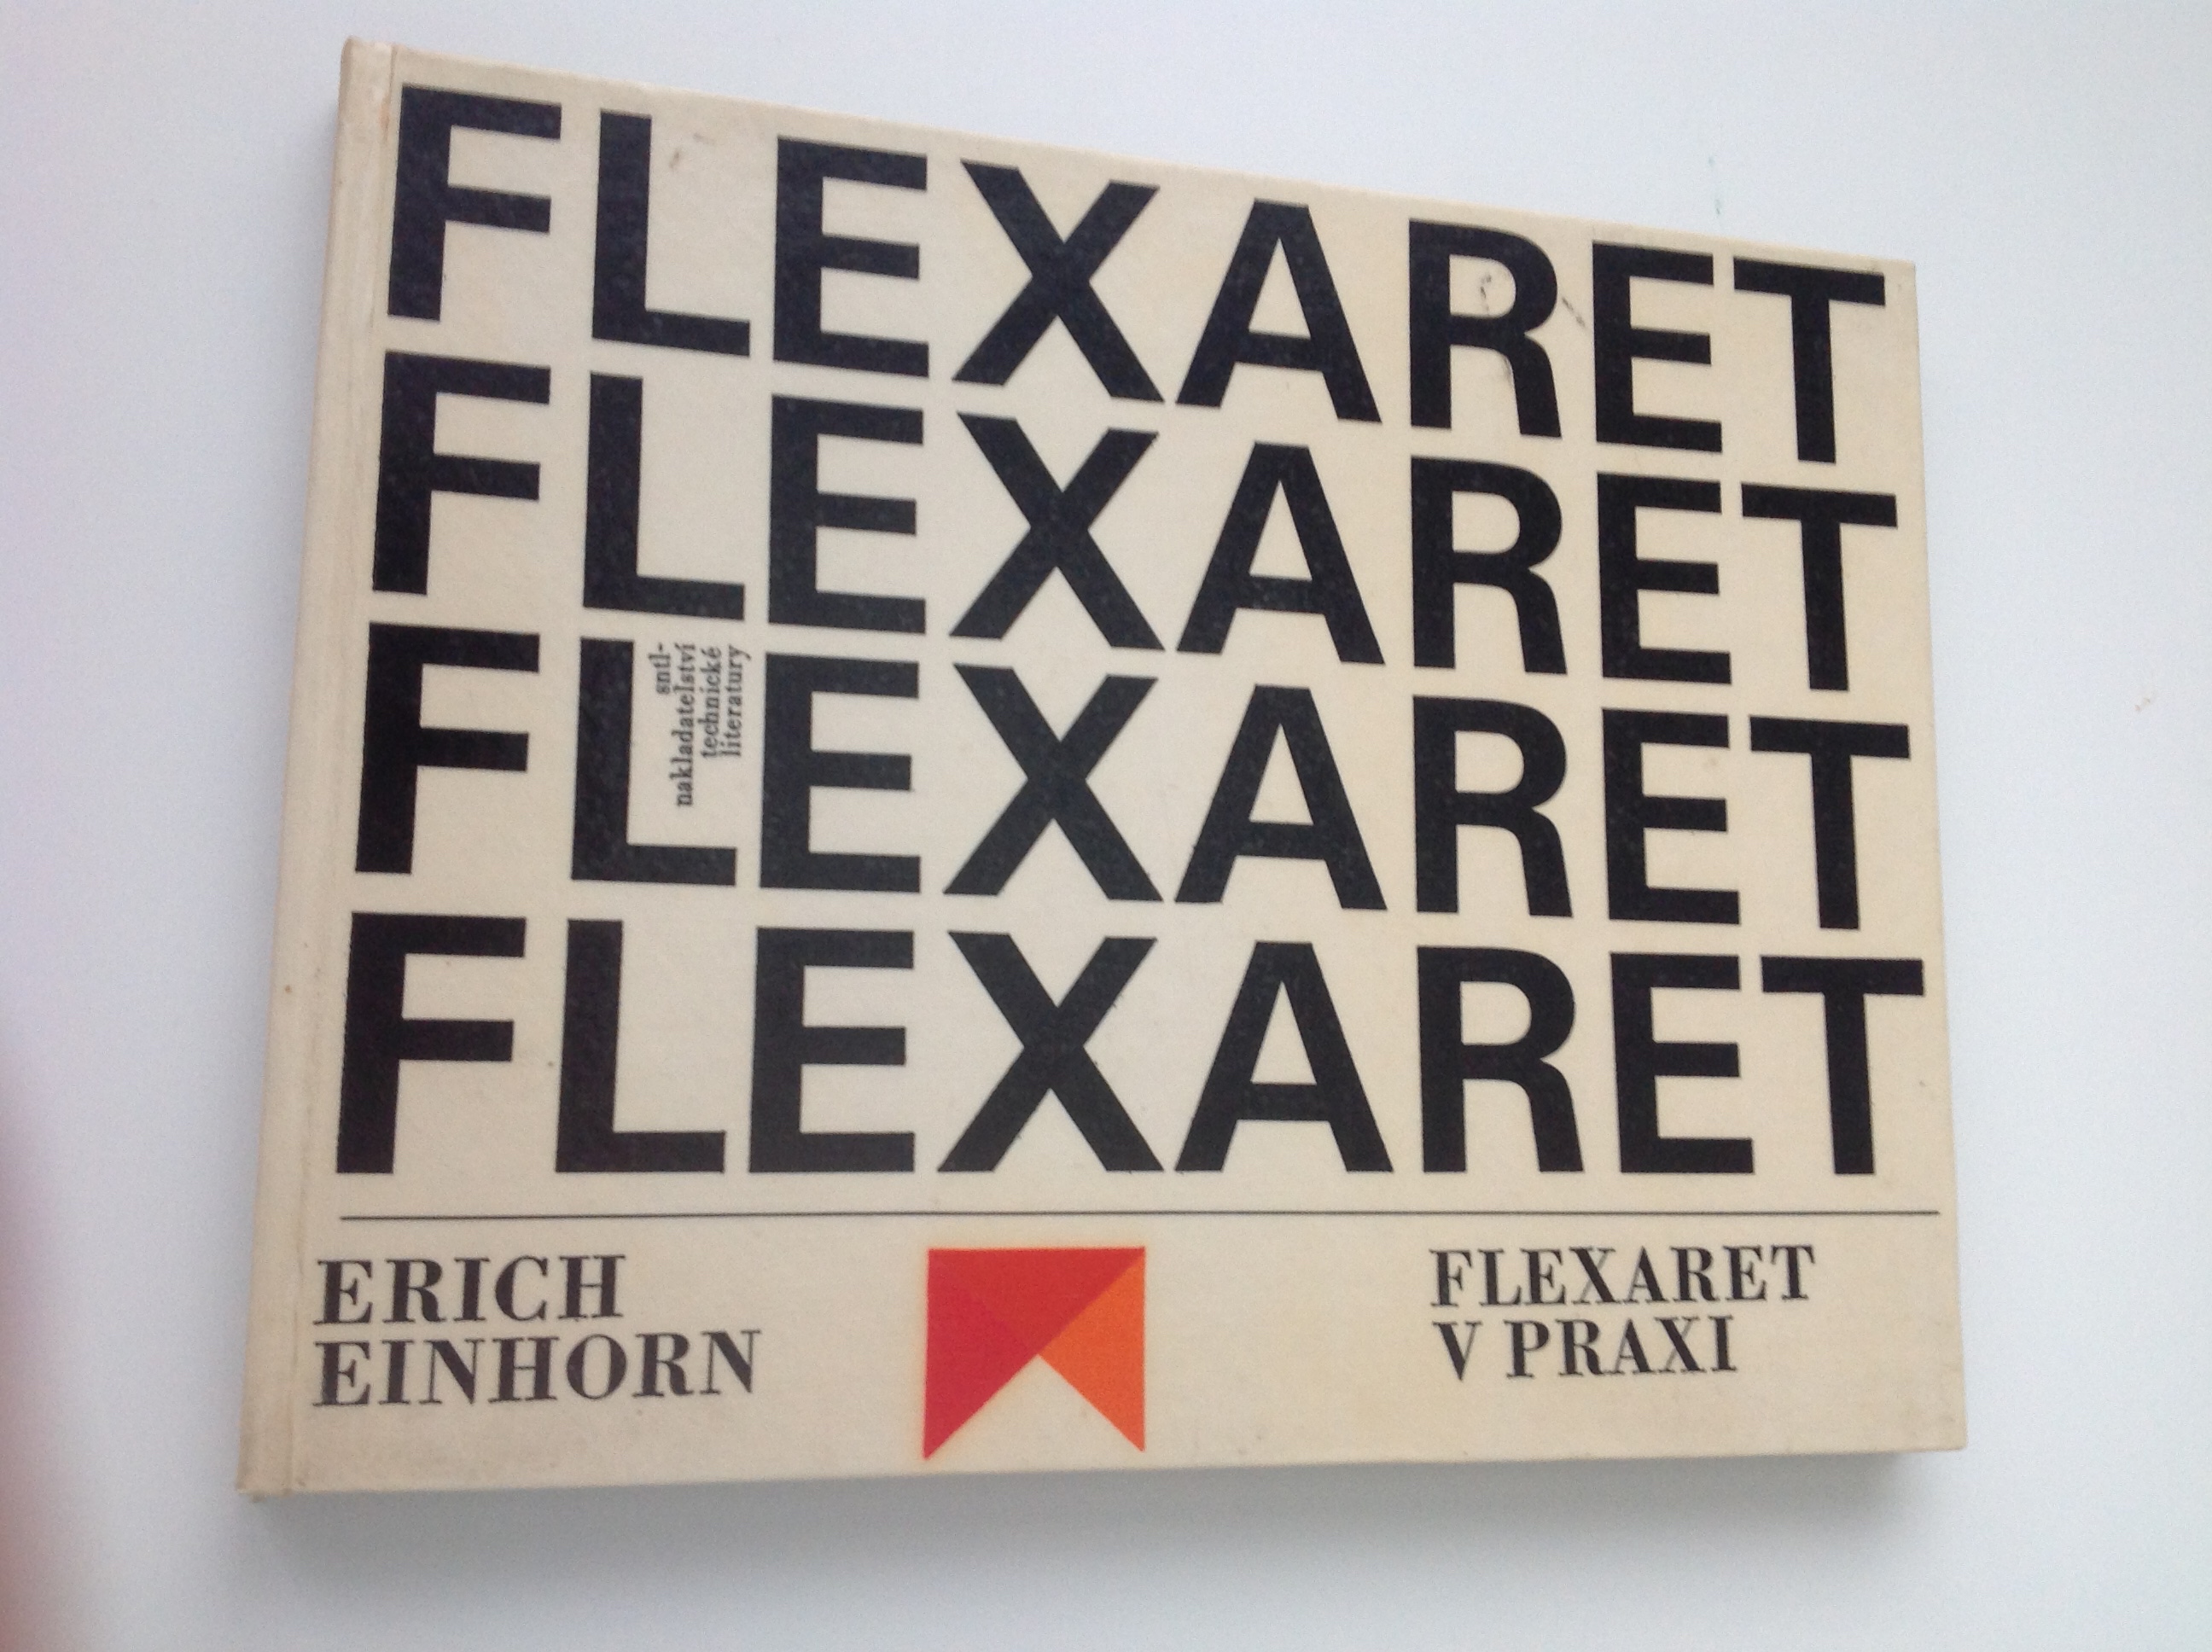 FLEXARET
FLEXARET
FLEXARET
sntl-
nakladatelství
technické
literatury
FLEXARET
ERICH
EINHORN
FLEXARET
V PRAXI